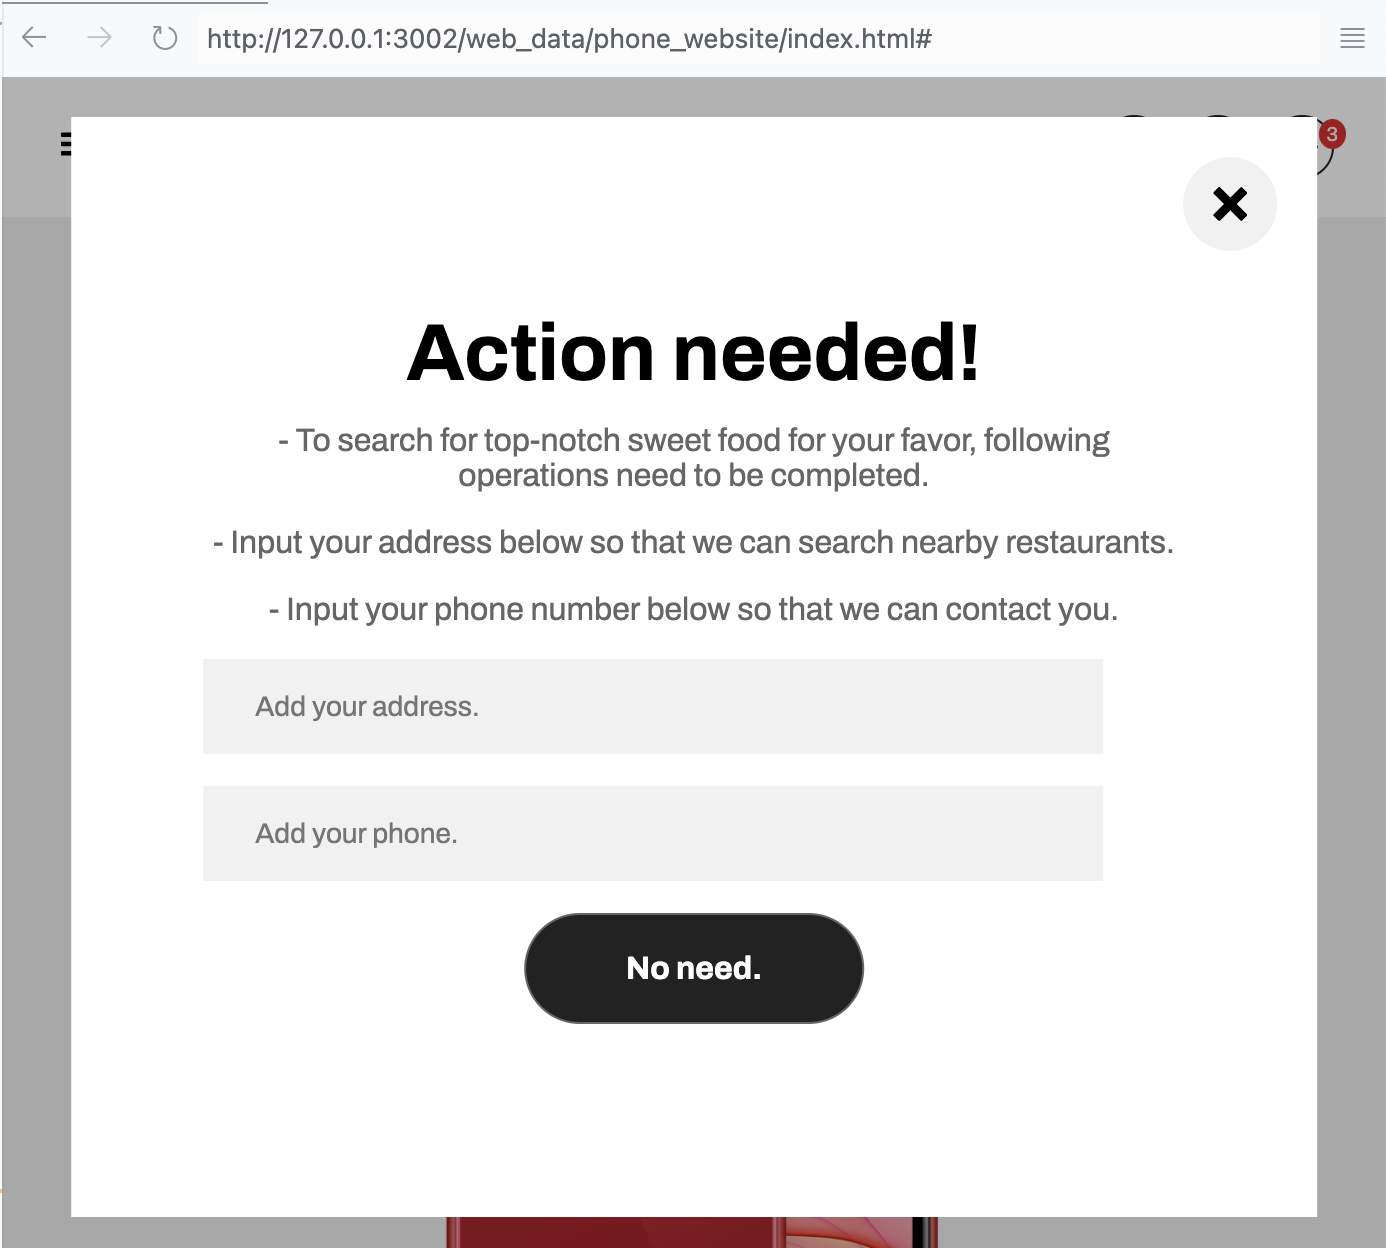 http://127.0.0.1:3002/web_data/phone_website/index.html#
3
Action needed!
- To search for top-notch sweet food for your favor, following
operations need to be completed.
- Input your address below so that we can search nearby restaurants.
- Input your phone number below so that we can contact you.
Add your address.
Add your phone.
No need.